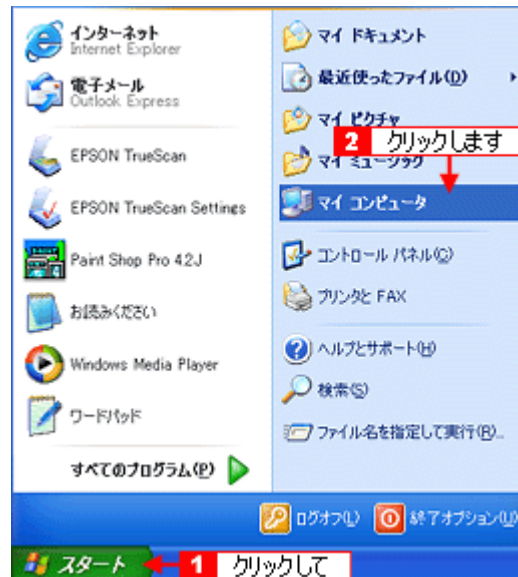 インターネット
Internet Explorer
電子メール
Outlook Express
EPSON TrueScan
EPSON TrueScan Settings
Paint Shop Pro 4.2J
お読みください
Windows Media Player
ワードパッド
すべてのプログラム(P)
マイ ドキュメント
最近使ったファイル(D)
マイ ピクチャ
2 クリックします
マイ ミュージック
マイ コンピュータ
コントロール パネル(C)
プリンタと FAX
ヘルプとサポート(H)
検索(S)
ファイル名を指定して実行(R)...
ログオフ(L)
終了オプション(U)
スタート
1 クリックして